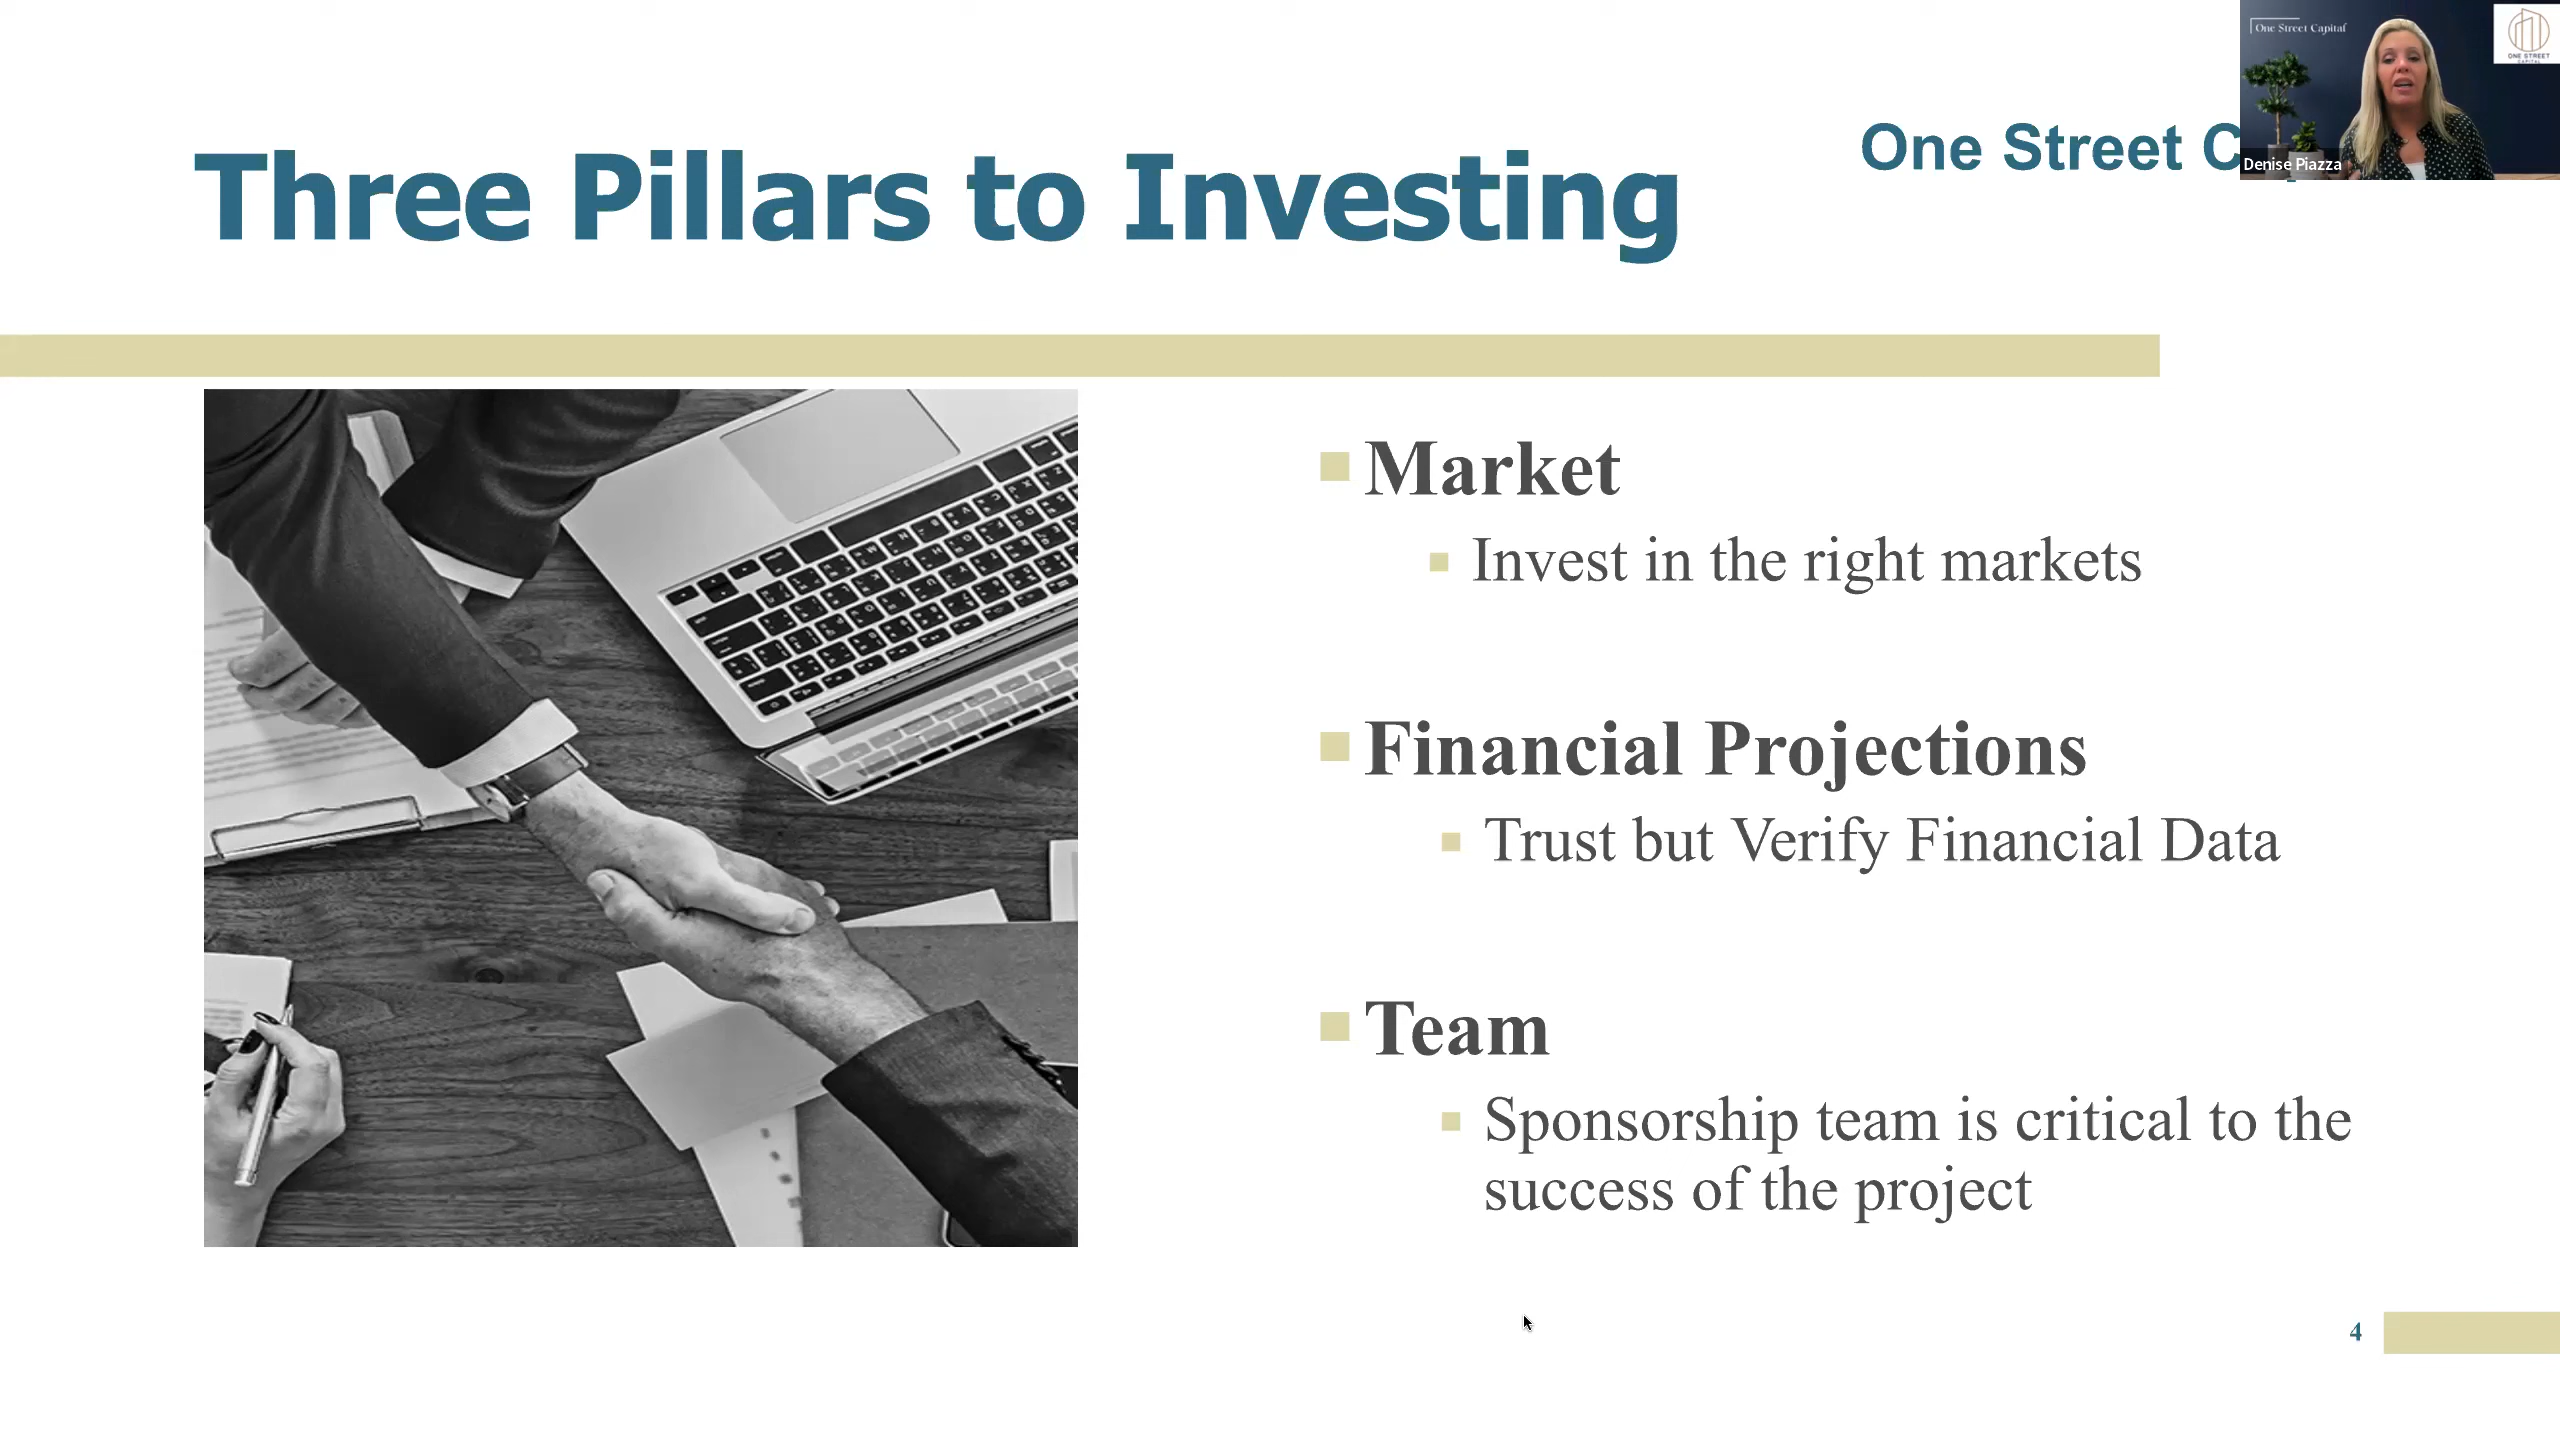 One Street Capital
ONE STREET
CAPITAL
One Street C
Denise Piazza
Three Pillars to Investing
Market
Invest in the right markets
Financial Projections
Trust but Verify Financial Data
Team
Sponsorship team is critical to the
success of the project
4